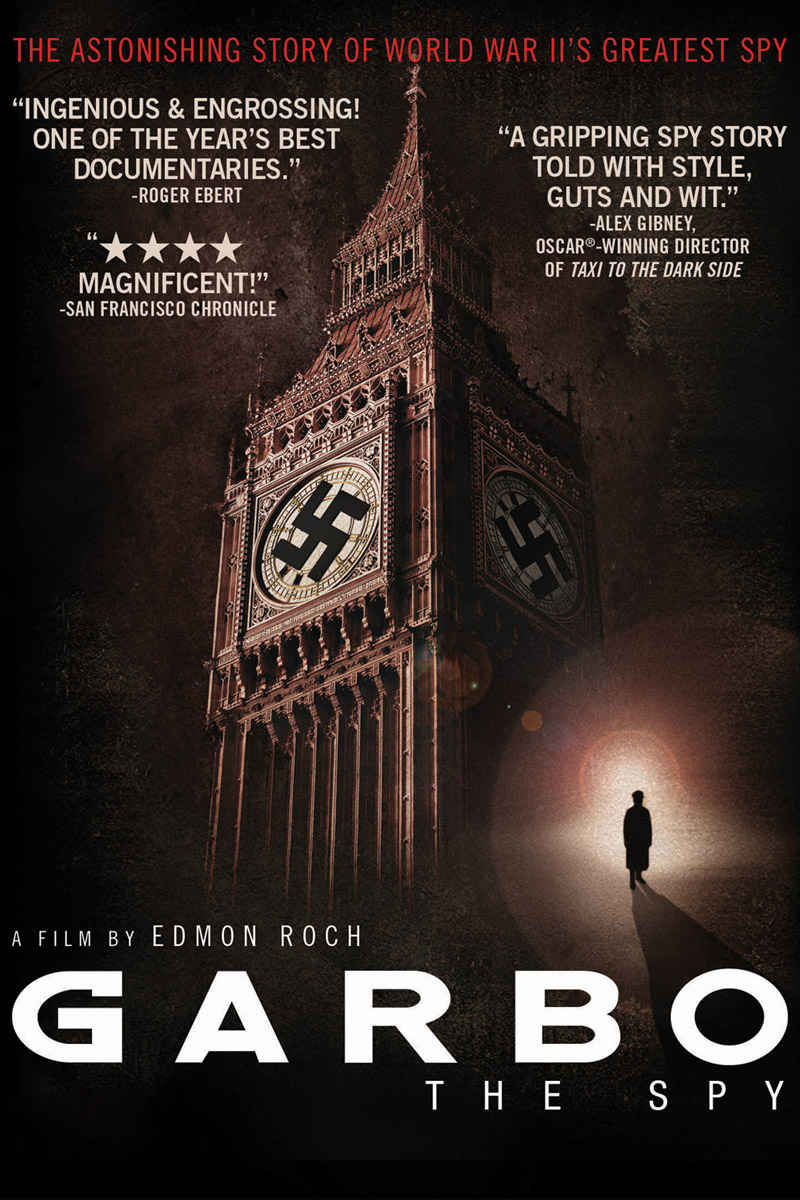 THE ASTONISHING STORY OF WORLD WAR II'S GREATEST SPY
“INGENIOUS & ENGROSSING!
ONE OF THE YEAR'S BEST
DOCUMENTARIES.”
-ROGER EBERT
“★★★★
MAGNIFICENT!”
-SAN FRANCISCO CHRONICLE
“A GRIPPING SPY STORY
TOLD WITH STYLE,
GUTS AND WIT.”
-ALEX GIBNEY,
OSCAR®-WINNING DIRECTOR
OF TAXI TO THE DARK SIDE
A FILM BY EDMON ROCH
GARBO
THE SPY